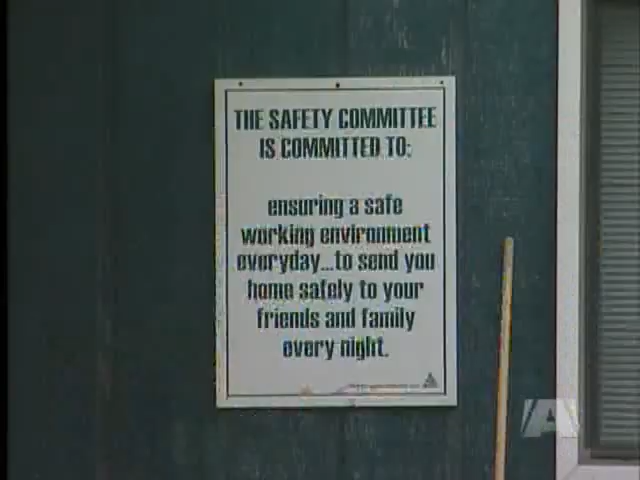 THE SAFETY COMMITTEE
IS COMMITTED TO:
ensuring a safe
working environment
everyday...to send you
home safely to your
friends and family
every night.
A